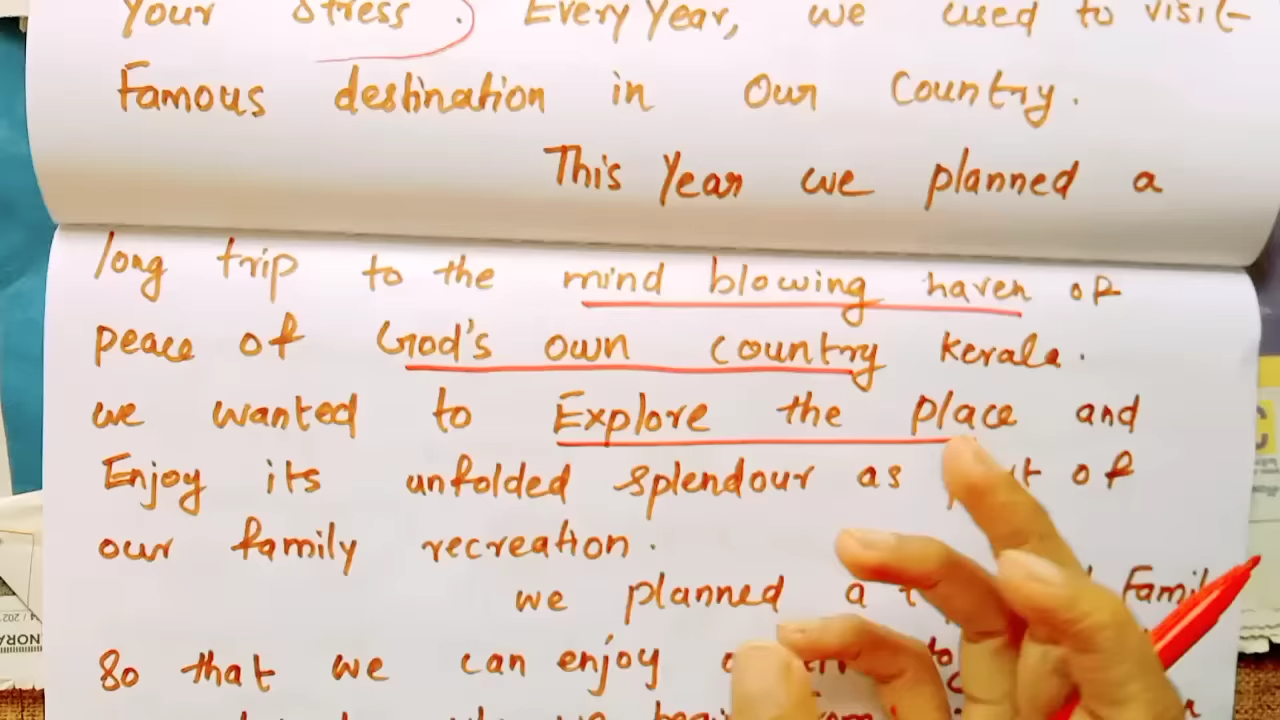 Your Stress. Every Year, we used to visit
Famous destination in Our Country.
This Year we planned a
long trip to the mind blowing haven of
peace of God's own country Kerala.
we wanted to Explore the place and
Enjoy its unfolded splendour as of
our family recreation.
we planned a
So that we can enjoy